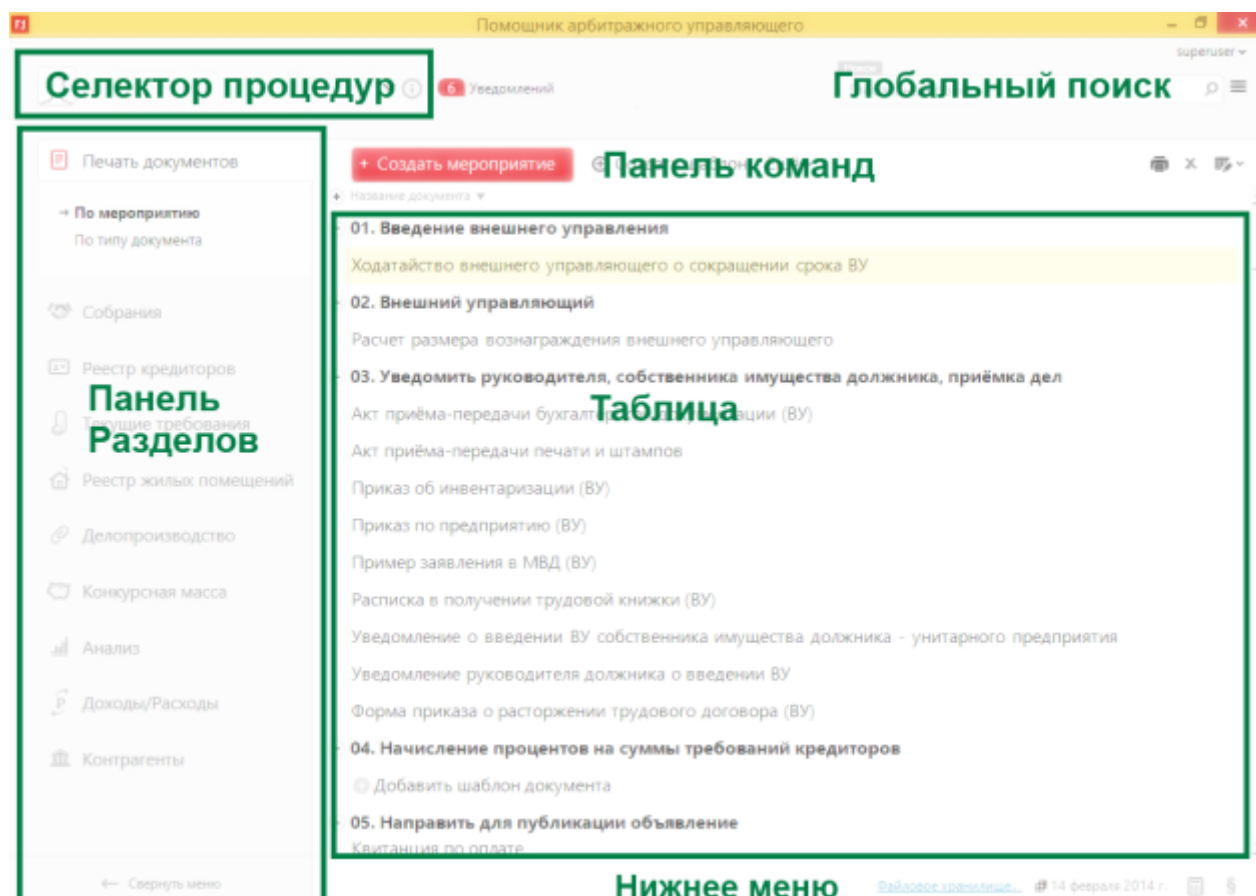 Помощник арбитражного управляющего
superuser
Селектор процедур
6 Уведомлений
Глобальный поиск
Печать документов
+ Создать мероприятие
Панель команд
Название документа
→ По мероприятию
По типу документа
01. Введение внешнего управления
Ходатайство внешнего управляющего о сокращении срока ВУ
Собрания
02. Внешний управляющий
Расчет размера вознаграждения внешнего управляющего
Реестр кредиторов
03. Уведомить руководителя, собственника имущества должника, приёмка дел
Панель
Разделов
Текущие требования
Таблица
Акт приёма-передачи (ВУ)
Акт приёма-передачи печати и штампов
Реестр жилых помещений
Приказ об инвентаризации (ВУ)
Делопроизводство
Приказ по предприятию (ВУ)
Пример заявления в МВД (ВУ)
Конкурсная масса
Расписка в получении трудовой книжки (ВУ)
Анализ
Уведомление о введении ВУ собственника имущества должника - унитарного предприятия
Уведомление руководителя должника о введении ВУ
Доходы/Расходы
Форма приказа о расторжении трудового договора (ВУ)
Контрагенты
04. Начисление процентов на суммы требований кредиторов
Добавить шаблон документа
05. Направить для публикации объявление
Квитанция по оплате
← Свернуть меню
Нижнее меню
Файловое хранилище...
14 февраля 2014 г.
§